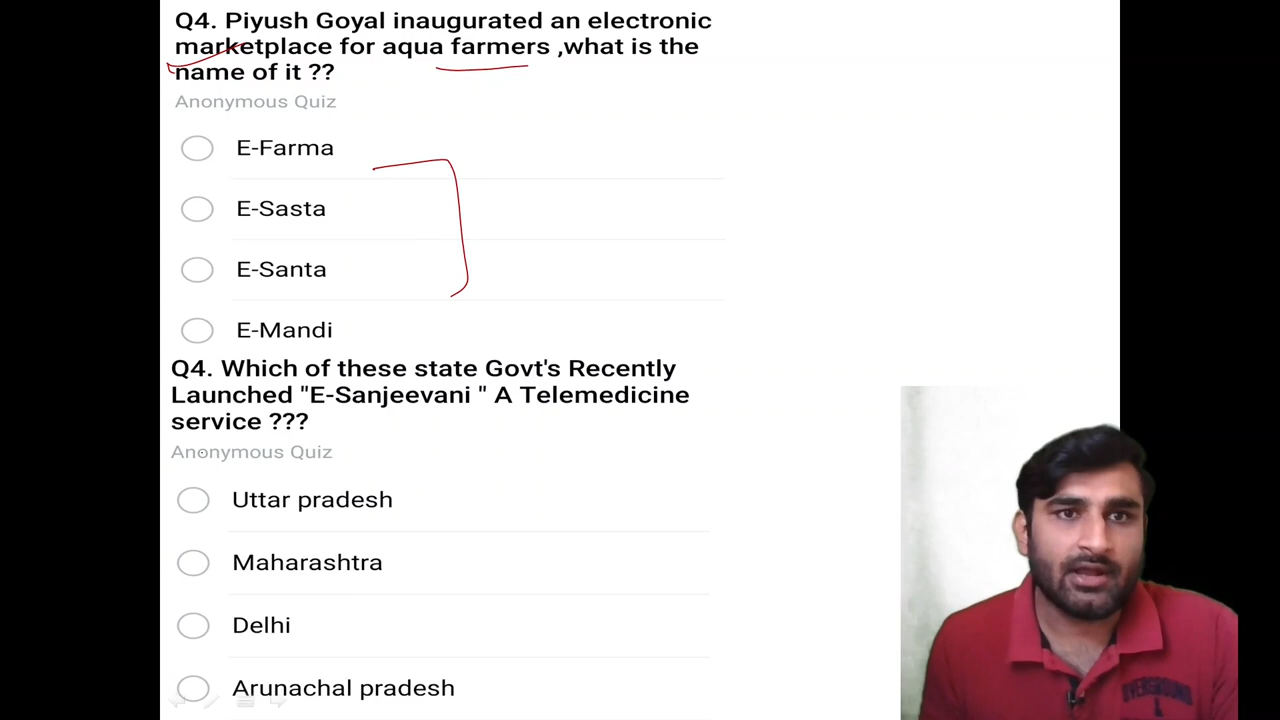 Q4. Piyush Goyal inaugurated an electronic
marketplace for aqua farmers ,what is the
name of it ??
Anonymous Quiz
E-Farma
E-Sasta
E-Santa
E-Mandi
Q4. Which of these state Govt's Recently
Launched "E-Sanjeevani " A Telemedicine
service ???
Anonymous Quiz
Uttar pradesh
Maharashtra
Delhi
Arunachal pradesh